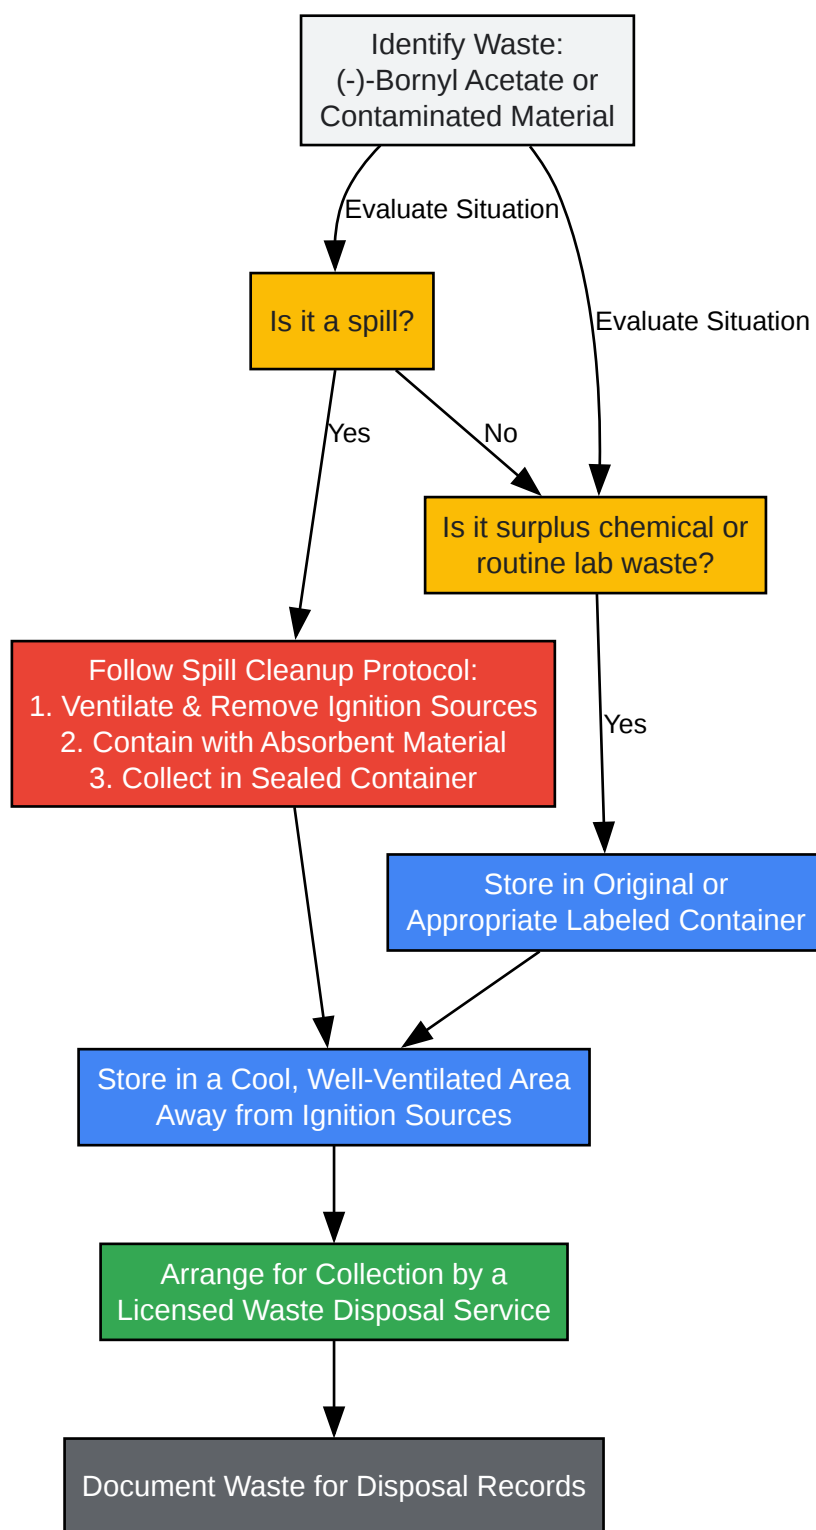 Identify Waste:
(-)-Bornyl Acetate or
Contaminated Material
Evaluate Situation
Is it a spill?
Evaluate Situation
Yes
No
Is it surplus chemical or
routine lab waste?
Follow Spill Cleanup Protocol:
1. Ventilate & Remove Ignition Sources
2. Contain with Absorbent Material
3. Collect in Sealed Container
Yes
Store in Original or
Appropriate Labeled Container
Store in a Cool, Well-Ventilated Area
Away from Ignition Sources
Arrange for Collection by a
Licensed Waste Disposal Service
Document Waste for Disposal Records